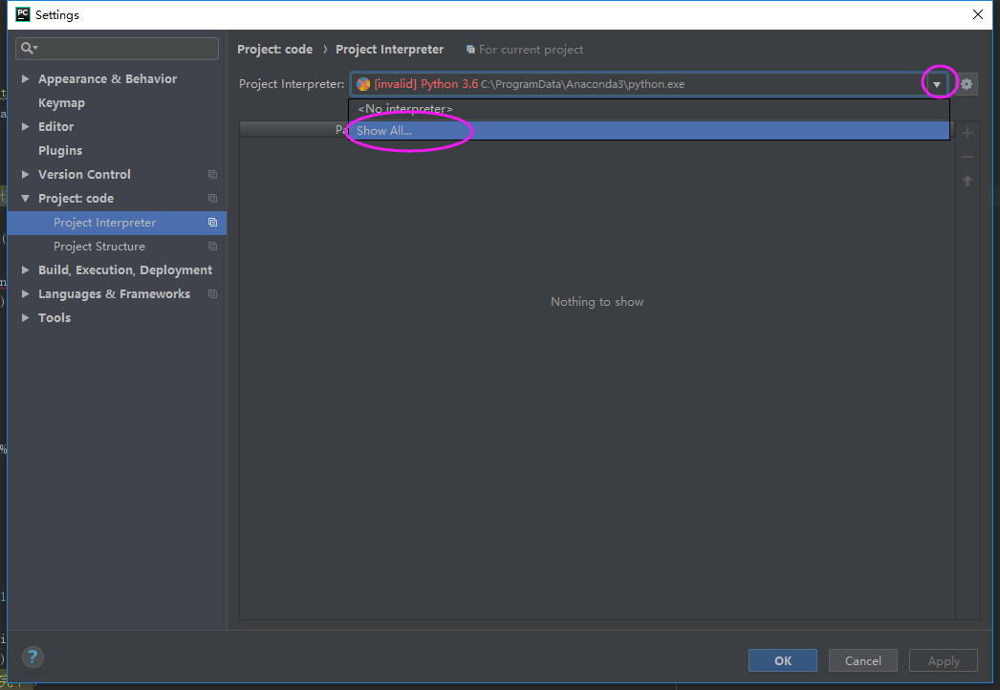 PC Settings
Project: code › Project Interpreter For current project
Appearance & Behavior
Keymap
Editor
Plugins
Version Control
Project: code
Project Interpreter
Project Structure
Build, Execution, Deployment
Languages & Frameworks
Tools
Project Interpreter: [invalid] Python 3.6 C:\ProgramData\Anaconda3\python.exe
<No interpreter>
Pa
Show All...
Nothing to show
?
OK Cancel Apply